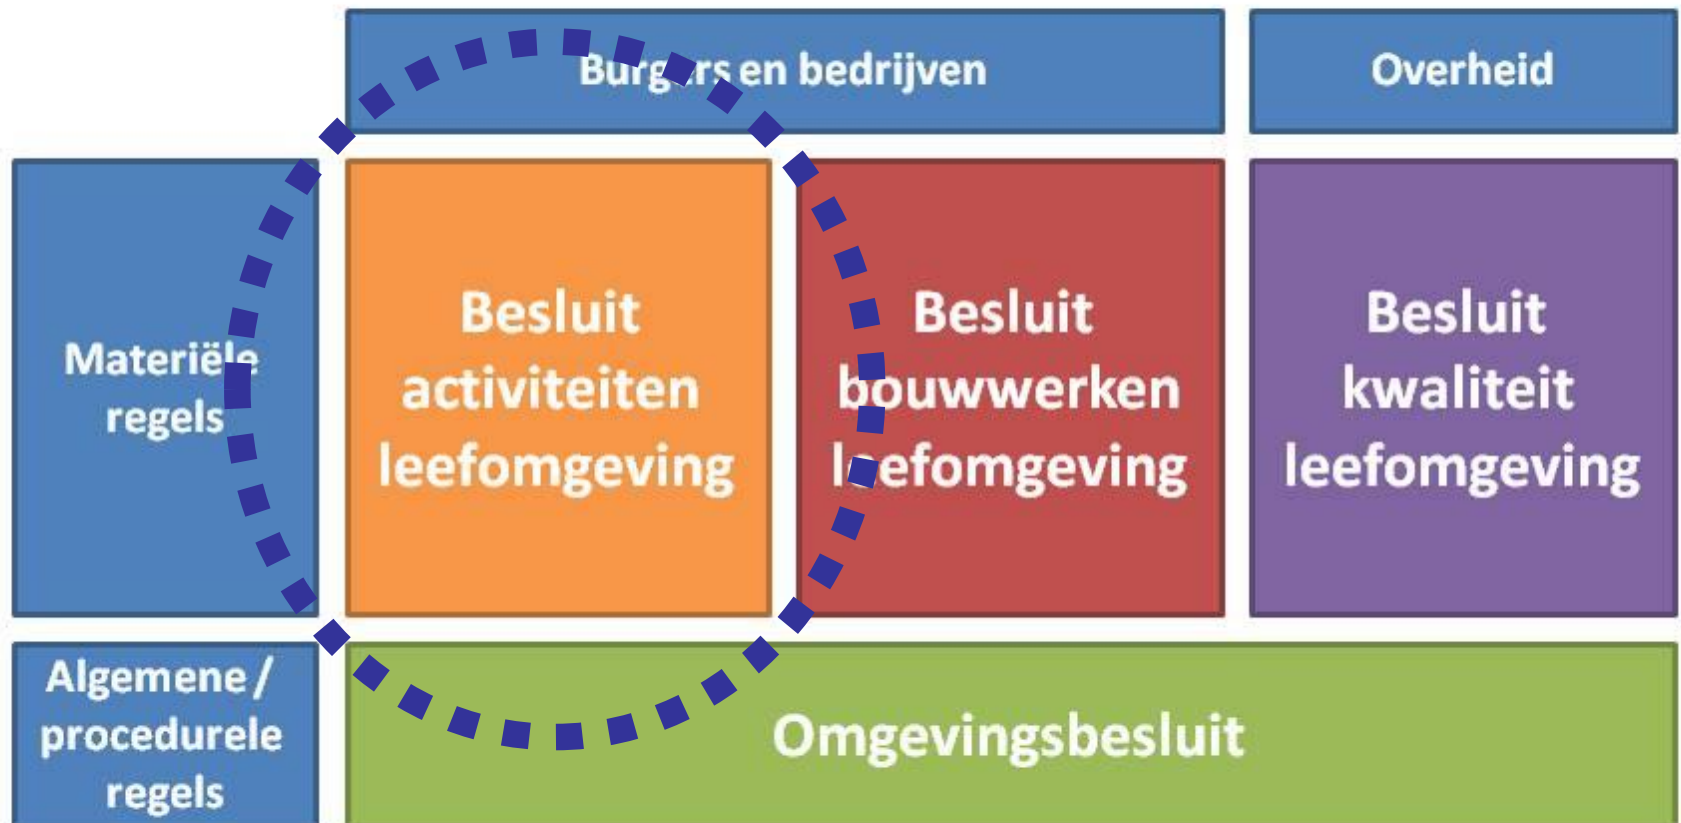 Burgers en bedrijven
Overheid
Materiële
regels
Besluit
activiteiten
leefomgeving
Besluit
bouwwerken
leefomgeving
Besluit
kwaliteit
leefomgeving
Algemene /
procedurele
regels
Omgevingsbesluit